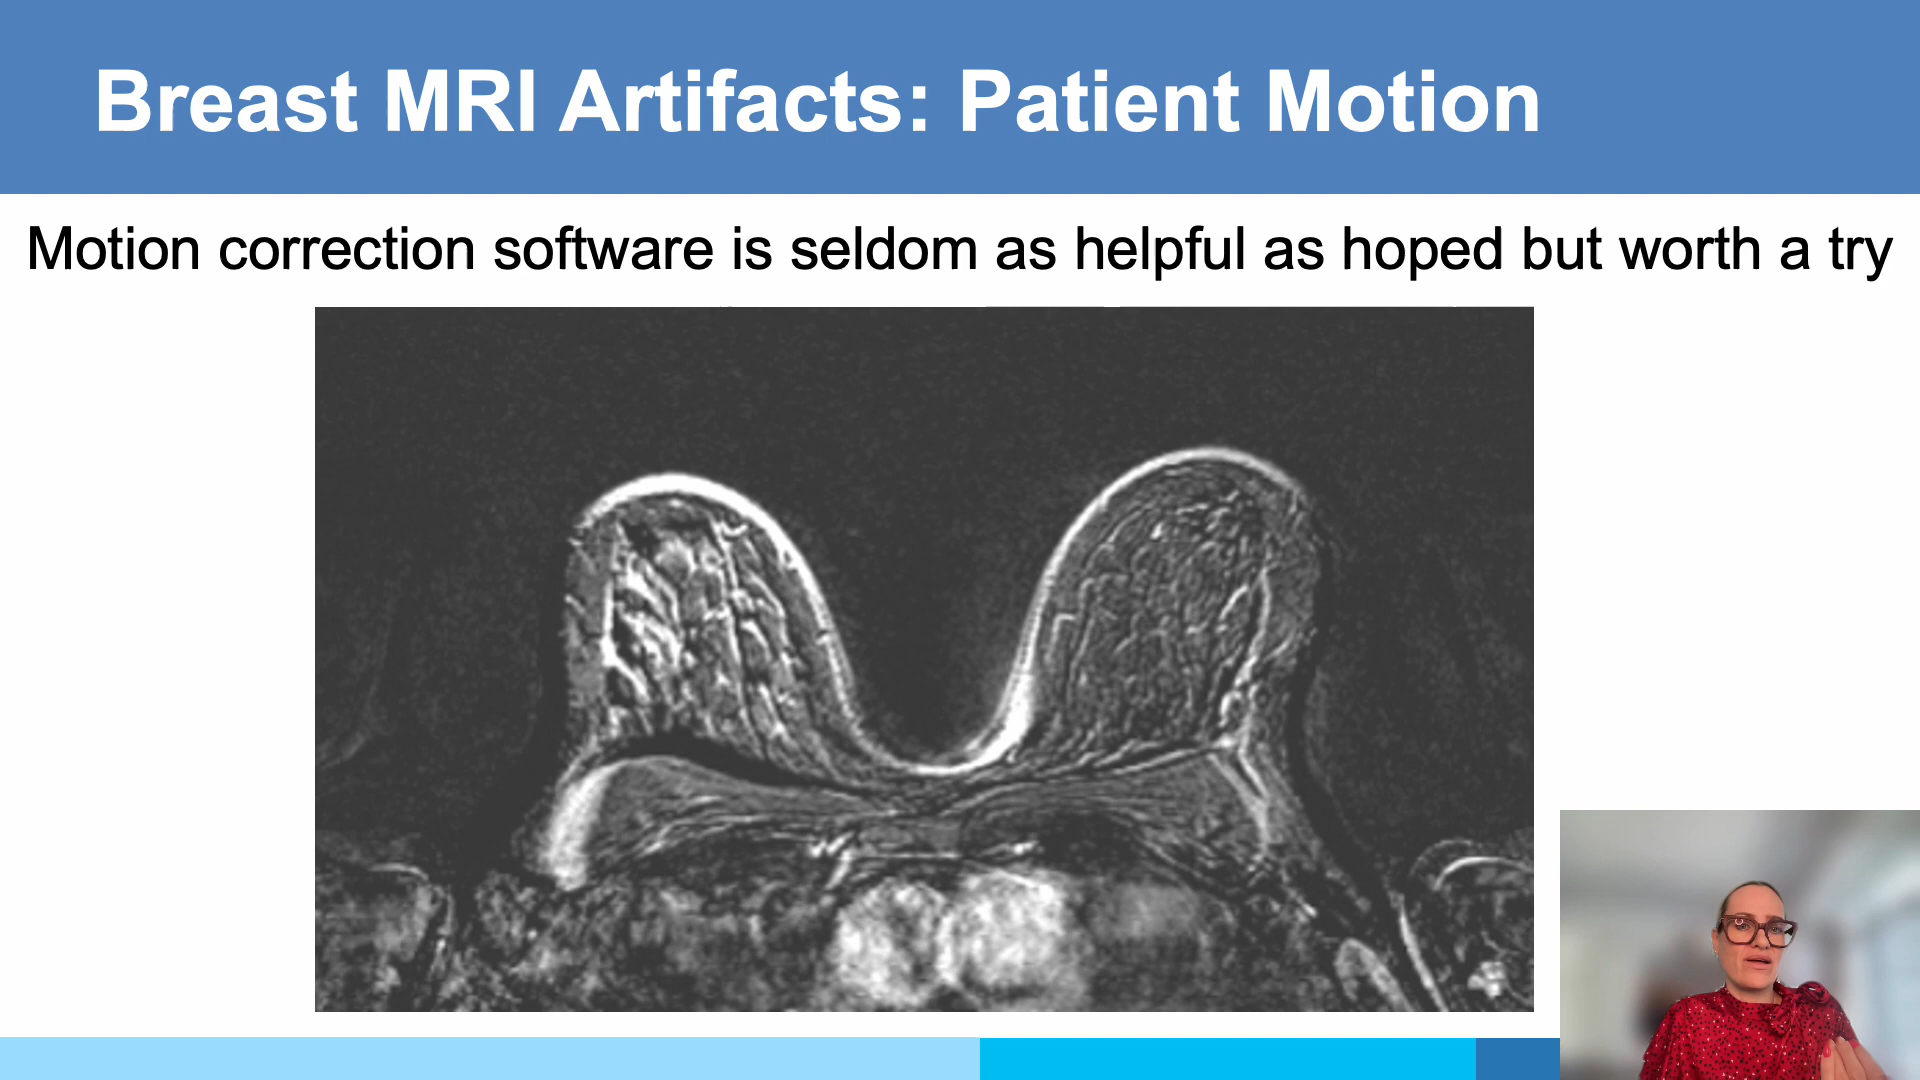 Breast MRI Artifacts: Patient Motion
Motion correction software is seldom as helpful as hoped but worth a try